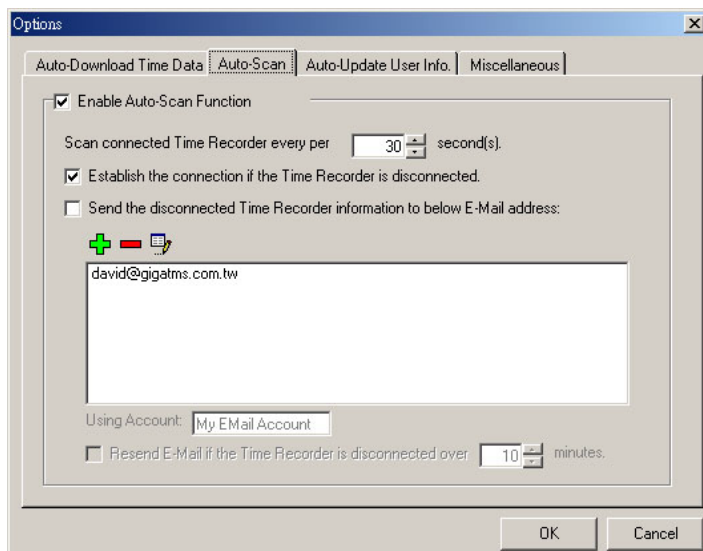 Options
Auto-Download Time Data Auto-Scan Auto-Update User Info. Miscellaneous
Enable Auto-Scan Function
Scan connected Time Recorder every per 30 second(s).
Establish the connection if the Time Recorder is disconnected.
Send the disconnected Time Recorder information to below E-Mail address:
david@gigatms.com.tw
Using Account: My EMail Account
Resend E-Mail if the Time Recorder is disconnected over 10 minutes.
OK Cancel